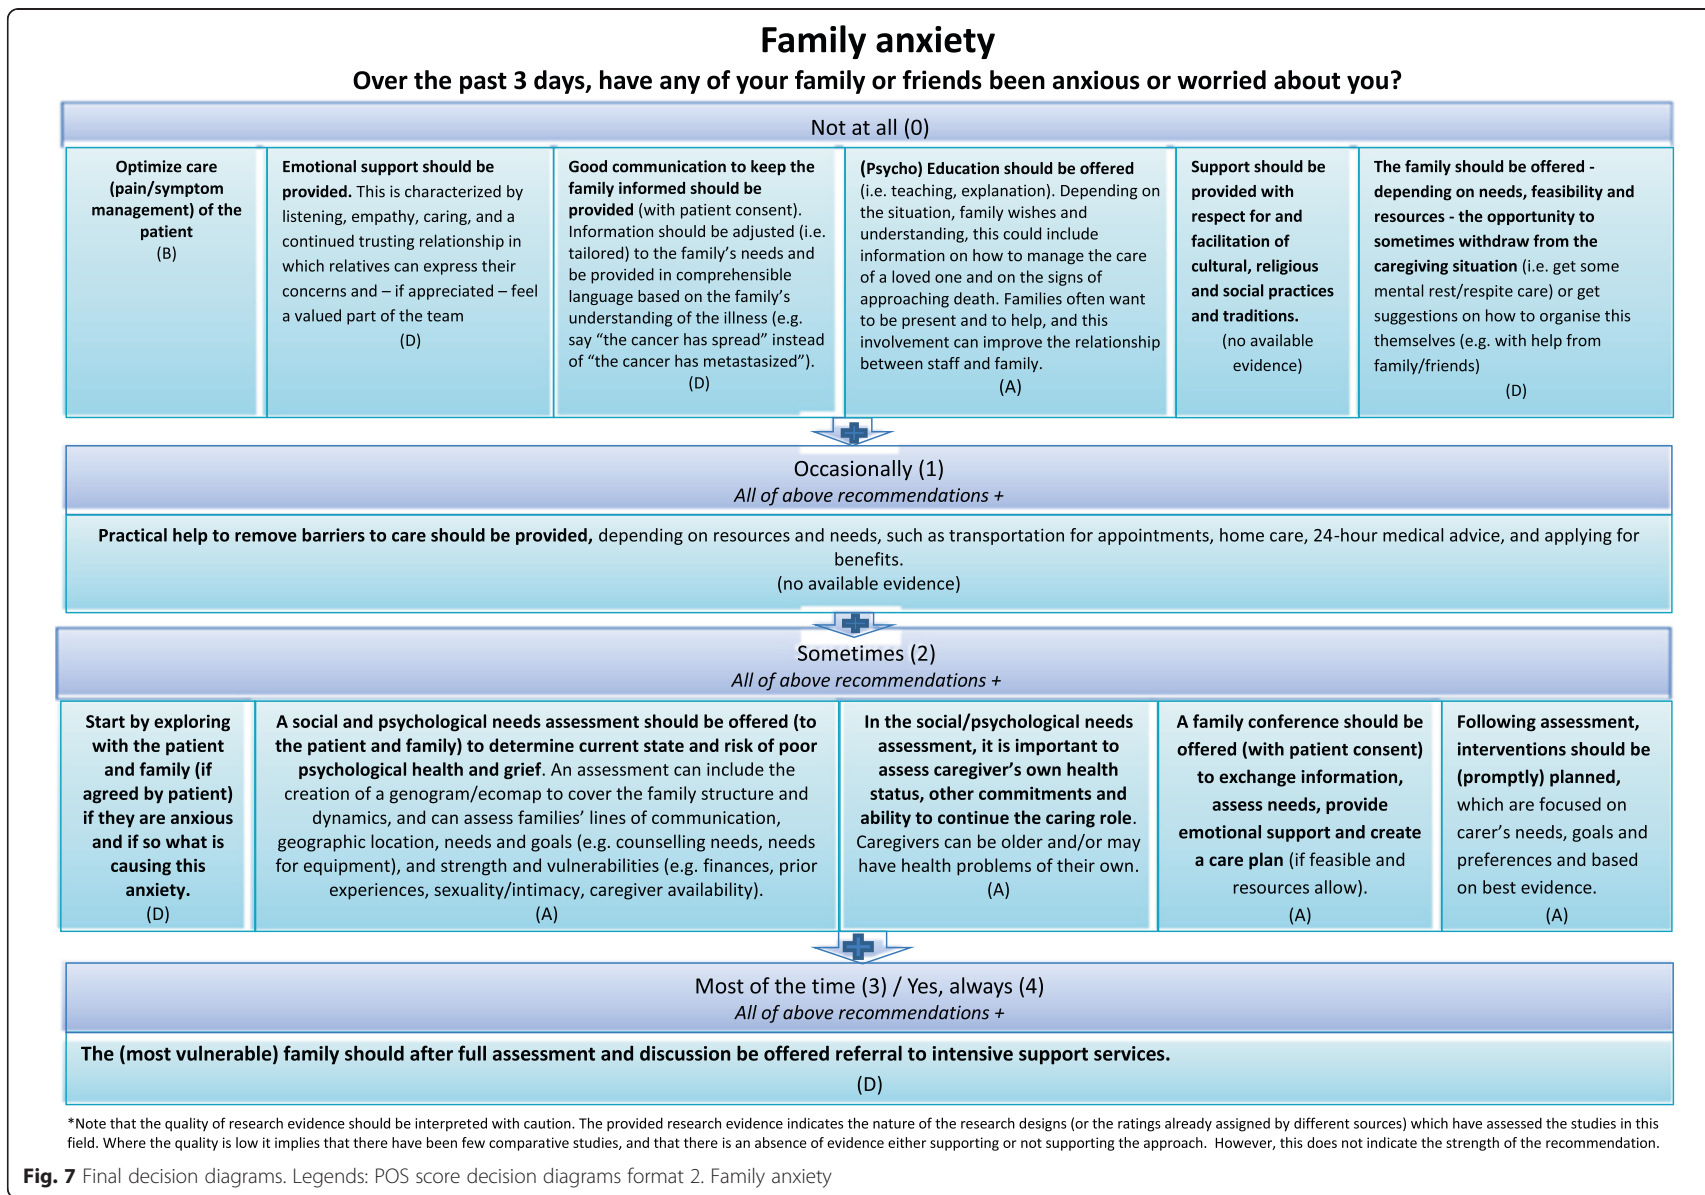 Family anxiety
Over the past 3 days, have any of your family or friends been anxious or worried about you?
Not at all (0)
Optimize care
(pain/symptom
management) of the
patient
(B)
Emotional support should be
provided. This is characterized by
listening, empathy, caring, and a
continued trusting relationship in
which relatives can express their
concerns and – if appreciated – feel
a valued part of the team
(D)
Good communication to keep the
family informed should be
provided (with patient consent).
Information should be adjusted (i.e.
tailored) to the family’s needs and
be provided in comprehensible
language based on the family’s
understanding of the illness (e.g.
say “the cancer has spread” instead
of “the cancer has metastasized”).
(D)
(Psycho) Education should be offered
(i.e. teaching, explanation). Depending on
the situation, family wishes and
understanding, this could include
information on how to manage the care
of a loved one and on the signs of
approaching death. Families often want
to be present and to help, and this
involvement can improve the relationship
between staff and family.
(A)
Support should be
provided with
respect for and
facilitation of
cultural, religious
and social practices
and traditions.
(no available
evidence)
The family should be offered -
depending on needs, feasibility and
resources - the opportunity to
sometimes withdraw from the
caregiving situation (i.e. get some
mental rest/respite care) or get
suggestions on how to organise this
themselves (e.g. with help from
family/friends)
(D)
Occasionally (1)
All of above recommendations +
Practical help to remove barriers to care should be provided, depending on resources and needs, such as transportation for appointments, home care, 24-hour medical advice, and applying for
benefits.
(no available evidence)
Sometimes (2)
All of above recommendations +
Start by exploring
with the patient
and family (if
agreed by patient)
if they are anxious
and if so what is
causing this
anxiety.
(D)
A social and psychological needs assessment should be offered (to
the patient and family) to determine current state and risk of poor
psychological health and grief. An assessment can include the
creation of a genogram/ecomap to cover the family structure and
dynamics, and can assess families’ lines of communication,
geographic location, needs and goals (e.g. counselling needs, needs
for equipment), and strength and vulnerabilities (e.g. finances, prior
experiences, sexuality/intimacy, caregiver availability).
(A)
In the social/psychological needs
assessment, it is important to
assess caregiver’s own health
status, other commitments and
ability to continue the caring role.
Caregivers can be older and/or may
have health problems of their own.
(A)
A family conference should be
offered (with patient consent)
to exchange information,
assess needs, provide
emotional support and create
a care plan (if feasible and
resources allow).
(A)
Following assessment,
interventions should be
(promptly) planned,
which are focused on
carer’s needs, goals and
preferences and based
on best evidence.
(A)
Most of the time (3) / Yes, always (4)
All of above recommendations +
The (most vulnerable) family should after full assessment and discussion be offered referral to intensive support services.
(D)
*Note that the quality of research evidence should be interpreted with caution. The provided research evidence indicates the nature of the research designs (or the ratings already assigned by different sources) which have assessed the studies in this
field. Where the quality is low it implies that there have been few comparative studies, and that there is an absence of evidence either supporting or not supporting the approach. However, this does not indicate the strength of the recommendation.
Fig. 7 Final decision diagrams. Legends: POS score decision diagrams format 2. Family anxiety